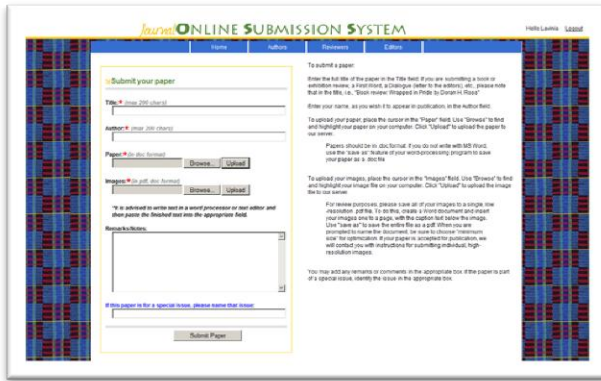 Journal ONLINE SUBMISSION SYSTEM
Hello Lavinia Logout
Home Authors Reviewers Editors
Submit your paper
Title:* (max 200 chars)
Author:* (max 100 chars)
Paper:* (in doc format)
Browse... Upload
Images:* (in pdf, doc format)
Browse... Upload
*It is advised to write text in a word processor or text editor and
then paste the finished text into the appropriate field.
Remarks/Notes:
If this paper is for a special issue, please name that issue:
Submit Paper
To submit a paper:
Enter the full title of the paper in the Title field. If you are submitting a book or
exhibition review, a First Word, a Dialogue (letter to the editors), etc., please note
that in the title, i.e., "Book review: Wrapped in Pride by Doran H. Ross"
Enter your name, as you wish it to appear in publication, in the Author field.
To upload your paper, place the cursor in the "Paper" field. Use "Browse" to find
and highlight your paper on your computer. Click "Upload" to upload the paper to
our server.
Papers should be in .doc format. If you do not write with MS Word,
use the "save as" feature of your word-processing program to save
your paper as a .doc file.
To upload your images, place the cursor in the "Images" field. Use "Browse" to find
and highlight your image file on your computer. Click "Upload" to upload the image
file to our server.
For review purposes, please save all of your images to a single, low
-resolution .pdf file. To do this, create a Word document and insert
your images one to a page, with the caption text below the image.
Use "save as" to save the entire file as a .pdf. When you are
prompted to name the document, be sure to choose "minimum
size" for optimization. If your paper is accepted for publication, we
will contact you with instructions for submitting individual, high-
resolution images.
You may add any remarks or comments in the appropriate box. If the paper is part
of a special issue, identify the issue in the appropriate box.